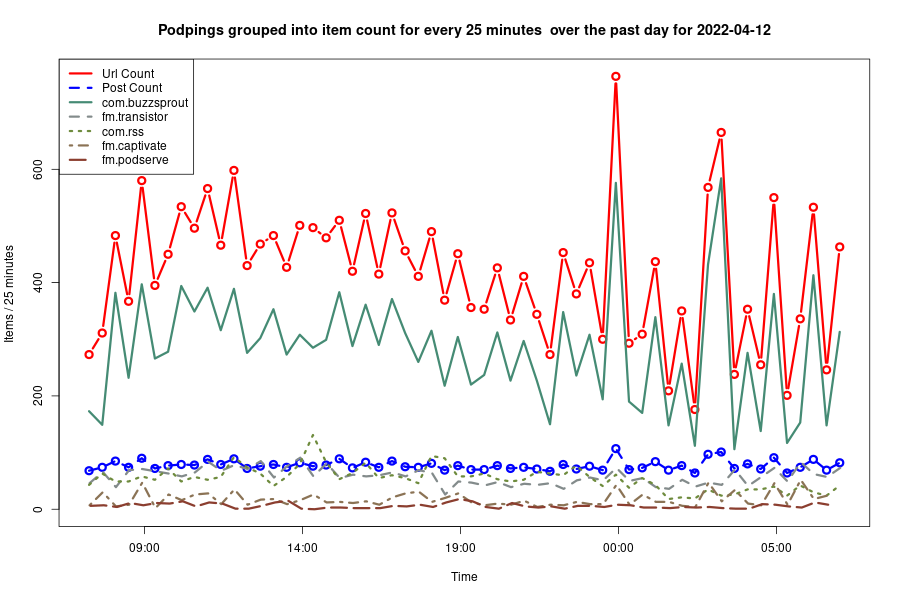 Podpings grouped into item count for every 25 minutes  over the past day for 2022-04-12
Url Count
Post Count
com.buzzsprout
fm.transistor
com.rss
fm.captivate
fm.podserve
Items / 25 minutes
600
400
200
0
09:00
14:00
19:00
00:00
05:00
Time